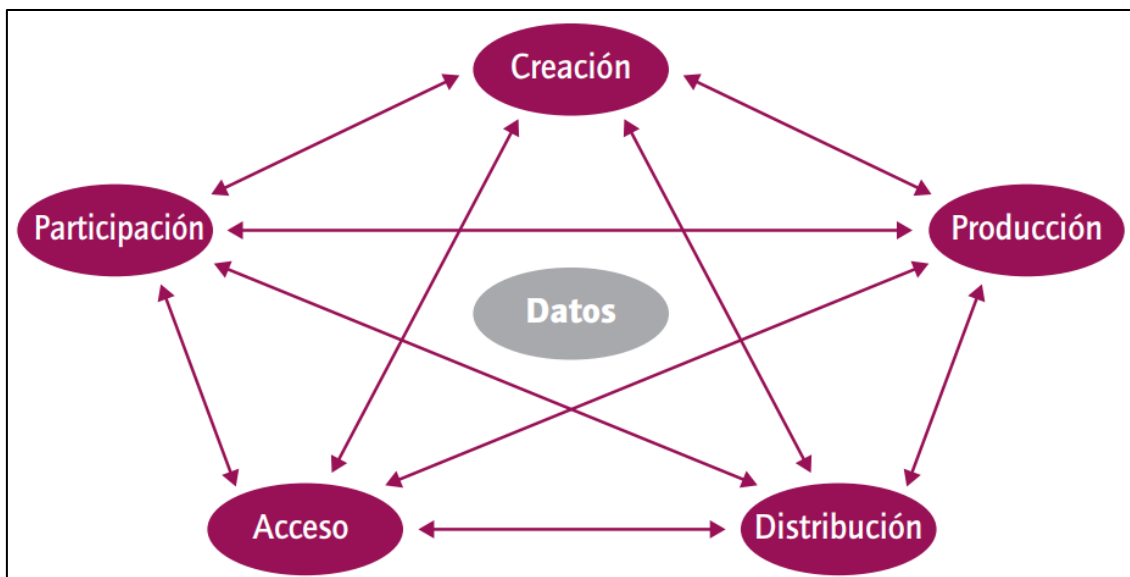 Creación
Participación
Producción
Datos
Acceso
Distribución